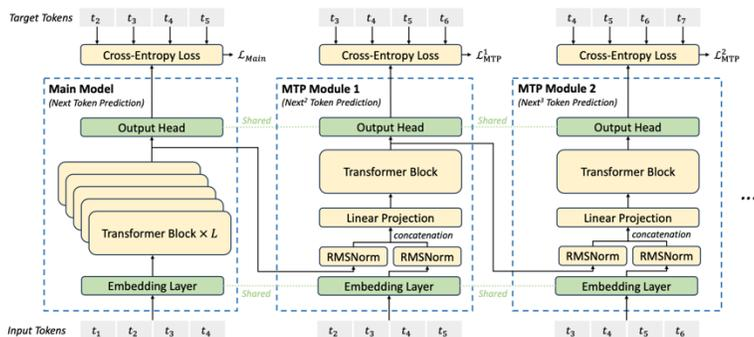 Target Tokens t₂ t₃ t₄ t₅ t₃ t₄ t₅ t₆ t₄ t₅ t₆ t₇
Cross-Entropy Loss ℒ_Main Cross-Entropy Loss ℒ¹_MTP Cross-Entropy Loss ℒ²_MTP
Main Model
(Next Token Prediction)
Output Head
Transformer Block × L
Embedding Layer
Shared
Shared
MTP Module 1
(Next² Token Prediction)
Output Head
Transformer Block
Linear Projection
concatenation
RMSNorm RMSNorm
Embedding Layer
Shared
Shared
MTP Module 2
(Next³ Token Prediction)
Output Head
Transformer Block
Linear Projection
concatenation
RMSNorm RMSNorm
Embedding Layer
...
Input Tokens t₁ t₂ t₃ t₄ t₂ t₃ t₄ t₅ t₃ t₄ t₅ t₆